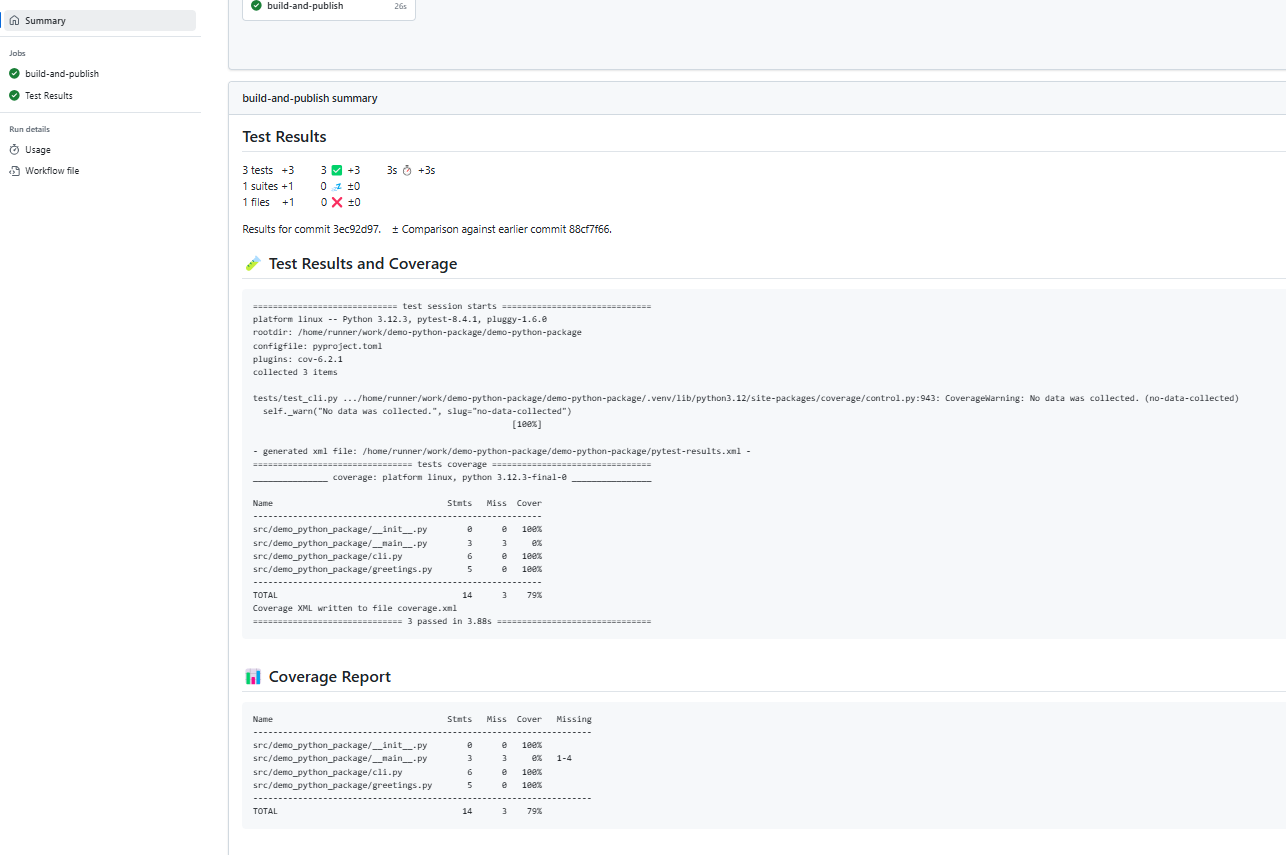 Summary
Jobs
build-and-publish
Test Results
Run details
Usage
Workflow file
build-and-publish 26s
build-and-publish summary
Test Results
3 tests +3 3 ✅ +3 3s ⏱ +3s
1 suites +1 0 💤 ±0
1 files +1 0 ❌ ±0
Results for commit 3ec92d97. ± Comparison against earlier commit 88cf7f66.
🧪 Test Results and Coverage
============================= test session starts ==============================
platform linux -- Python 3.12.3, pytest-8.4.1, pluggy-1.6.0
rootdir: /home/runner/work/demo-python-package/demo-python-package
configfile: pyproject.toml
plugins: cov-6.2.1
collected 3 items
tests/test_cli.py .../home/runner/work/demo-python-package/demo-python-package/.venv/lib/python3.12/site-packages/coverage/control.py:943: CoverageWarning: No data was collected. (no-data-collected)
  self._warn("No data was collected.", slug="no-data-collected")
                                                    [100%]
- generated xml file: /home/runner/work/demo-python-package/demo-python-package/pytest-results.xml -
================================ tests coverage ================================
_______________ coverage: platform linux, python 3.12.3-final-0 ________________
Name                                   Stmts   Miss  Cover
----------------------------------------------------------
src/demo_python_package/__init__.py        0      0   100%
src/demo_python_package/__main__.py        3      3     0%
src/demo_python_package/cli.py             6      0   100%
src/demo_python_package/greetings.py       5      0   100%
----------------------------------------------------------
TOTAL                                     14      3    79%
Coverage XML written to file coverage.xml
============================== 3 passed in 3.88s ===============================
📊 Coverage Report
Name                                   Stmts   Miss  Cover   Missing
--------------------------------------------------------------------
src/demo_python_package/__init__.py        0      0   100%
src/demo_python_package/__main__.py        3      3     0%   1-4
src/demo_python_package/cli.py             6      0   100%
src/demo_python_package/greetings.py       5      0   100%
--------------------------------------------------------------------
TOTAL                                     14      3    79%